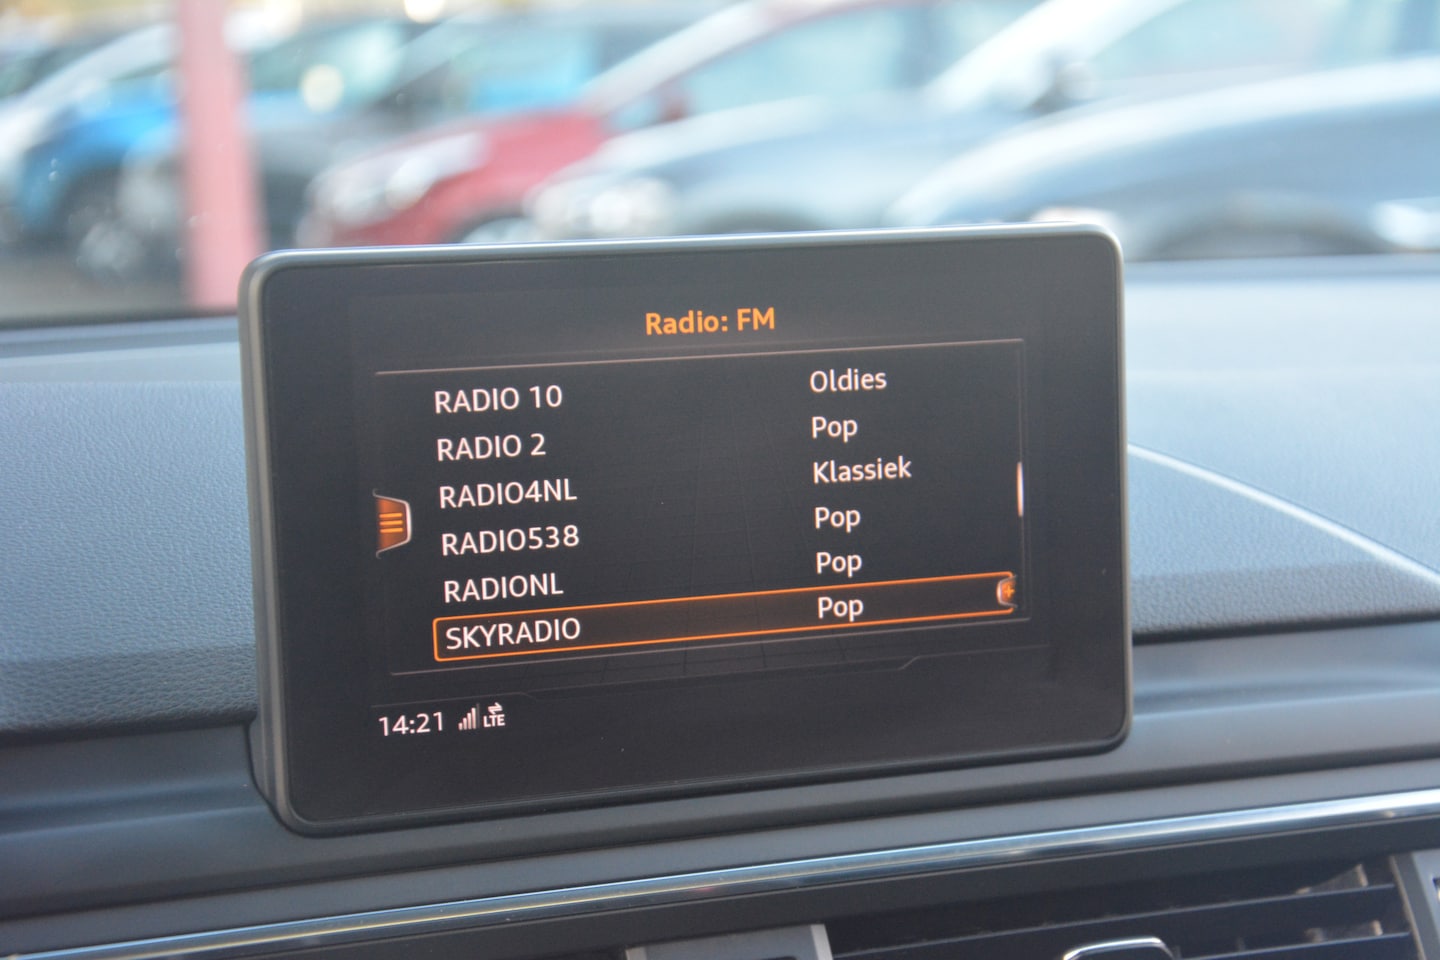 Radio: FM
RADIO 10 Oldies
RADIO 2 Pop
RADIO4NL Klassiek
RADIO538 Pop
RADIONL Pop
SKYRADIO Pop
14:21 LTE